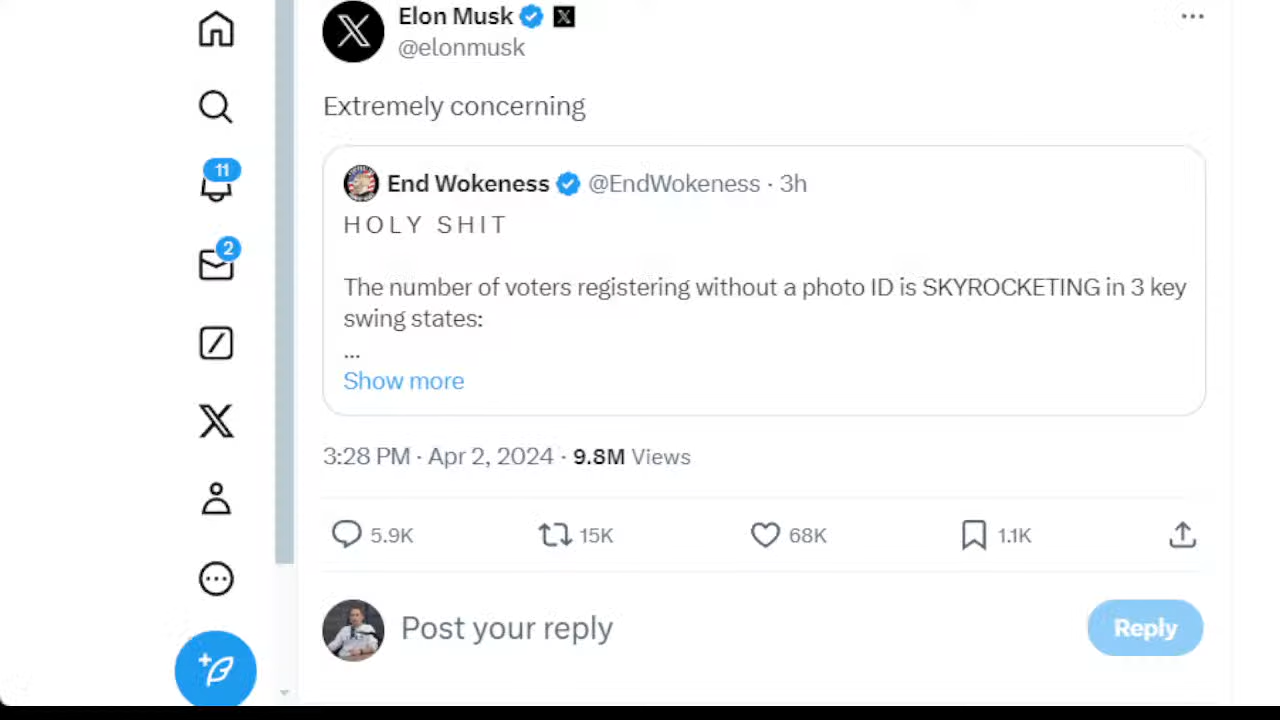 Elon Musk
@elonmusk
Extremely concerning
End Wokeness @EndWokeness · 3h
HOLY SHIT
The number of voters registering without a photo ID is SKYROCKETING in 3 key
swing states:
...
Show more
3:28 PM · Apr 2, 2024 · 9.8M Views
5.9K 15K 68K 1.1K
Post your reply
Reply
11
2